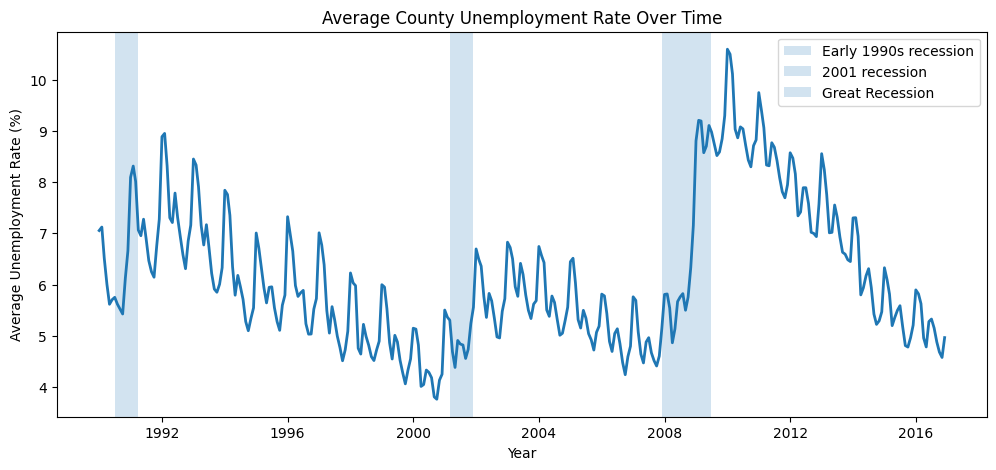 Average County Unemployment Rate Over Time
Early 1990s recession
2001 recession
Great Recession
Average Unemployment Rate (%)
10
9
8
7
6
5
4
1992
1996
2000
2004
2008
2012
2016
Year